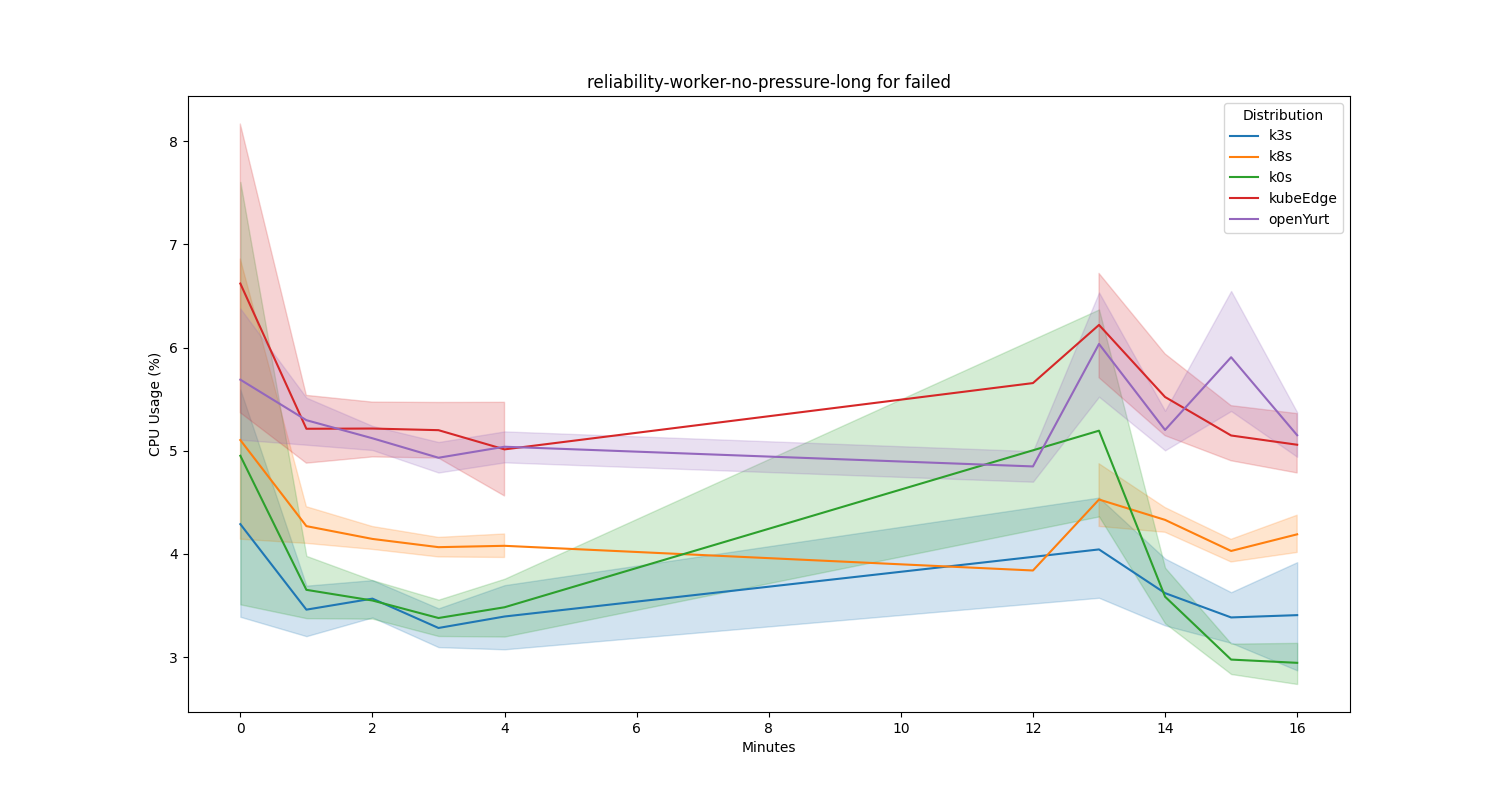 reliability-worker-no-pressure-long for failed
Distribution
k3s
k8s
k0s
kubeEdge
openYurt
CPU Usage (%)
8
7
6
5
4
3
0 2 4 6 8 10 12 14 16
Minutes